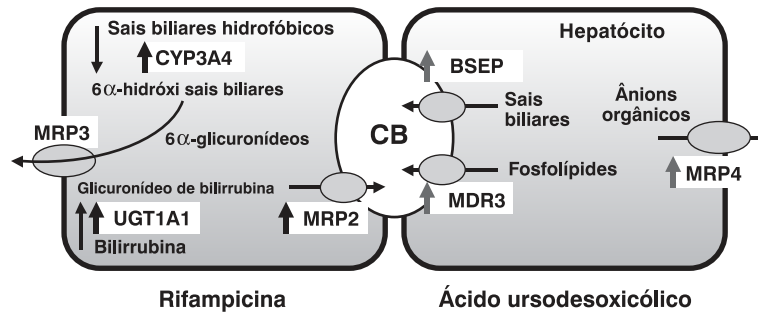 Sais biliares hidrofóbicos
CYP3A4
6α-hidróxi sais biliares
MRP3
6α-glicuronídeos
Glicuronídeo de bilirrubina
UGT1A1
MRP2
Bilirrubina
CB
Hepatócito
BSEP
Sais
biliares
Ânions
orgânicos
Fosfolípides
MRP4
MDR3
Rifampicina
Ácido ursodesoxicólico